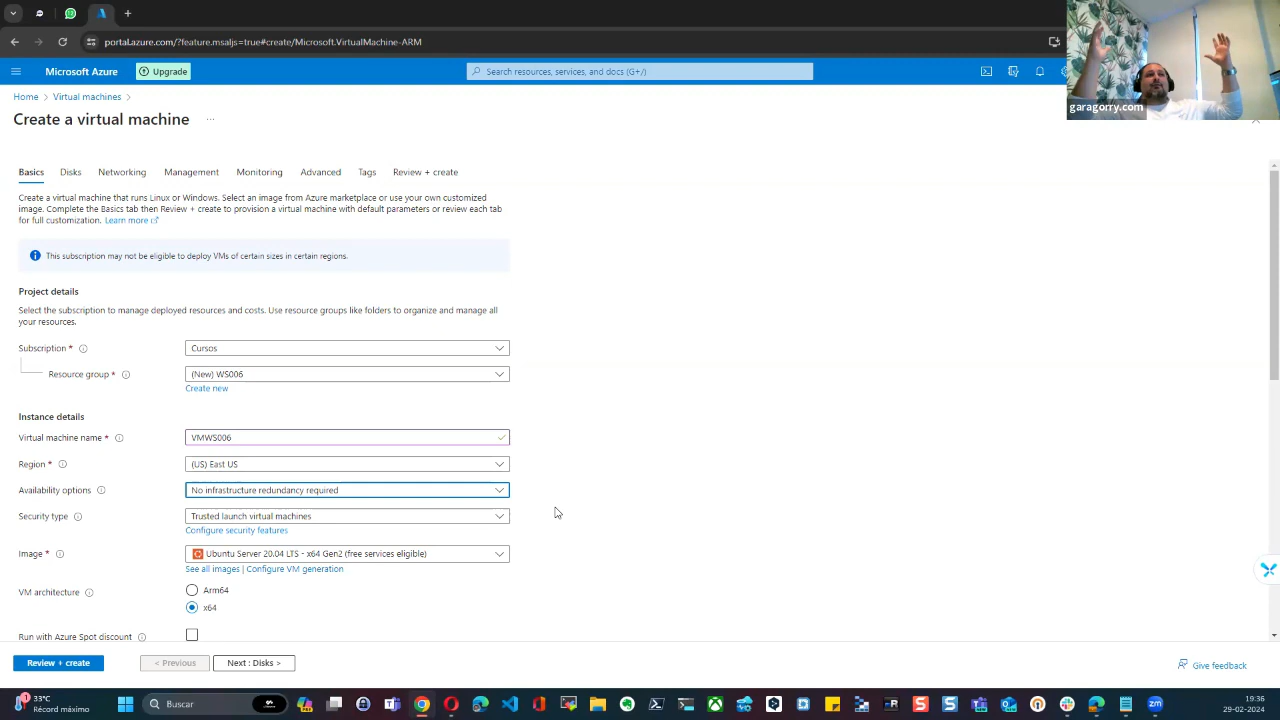 portal.azure.com/?feature.msaljs=true#create/Microsoft.VirtualMachine-ARM
Microsoft Azure
Upgrade
Search resources, services, and docs (G+/)
garagorry.com
Home > Virtual machines >
Create a virtual machine
...
Basics Disks Networking Management Monitoring Advanced Tags Review + create
Create a virtual machine that runs Linux or Windows. Select an image from Azure marketplace or use your own customized
image. Complete the Basics tab then Review + create to provision a virtual machine with default parameters or review each tab
for full customization. Learn more
This subscription may not be eligible to deploy VMs of certain sizes in certain regions.
Project details
Select the subscription to manage deployed resources and costs. Use resource groups like folders to organize and manage all
your resources.
Subscription * Cursos
Resource group * (New) WS006
Create new
Instance details
Virtual machine name * VMWS006
Region * (US) East US
Availability options No infrastructure redundancy required
Security type Trusted launch virtual machines
Configure security features
Image * Ubuntu Server 20.04 LTS - x64 Gen2 (free services eligible)
See all images | Configure VM generation
VM architecture Arm64
x64
Run with Azure Spot discount
Review + create < Previous Next : Disks > Give feedback
33°C
Récord máximo
Buscar
19:36
29-02-2024